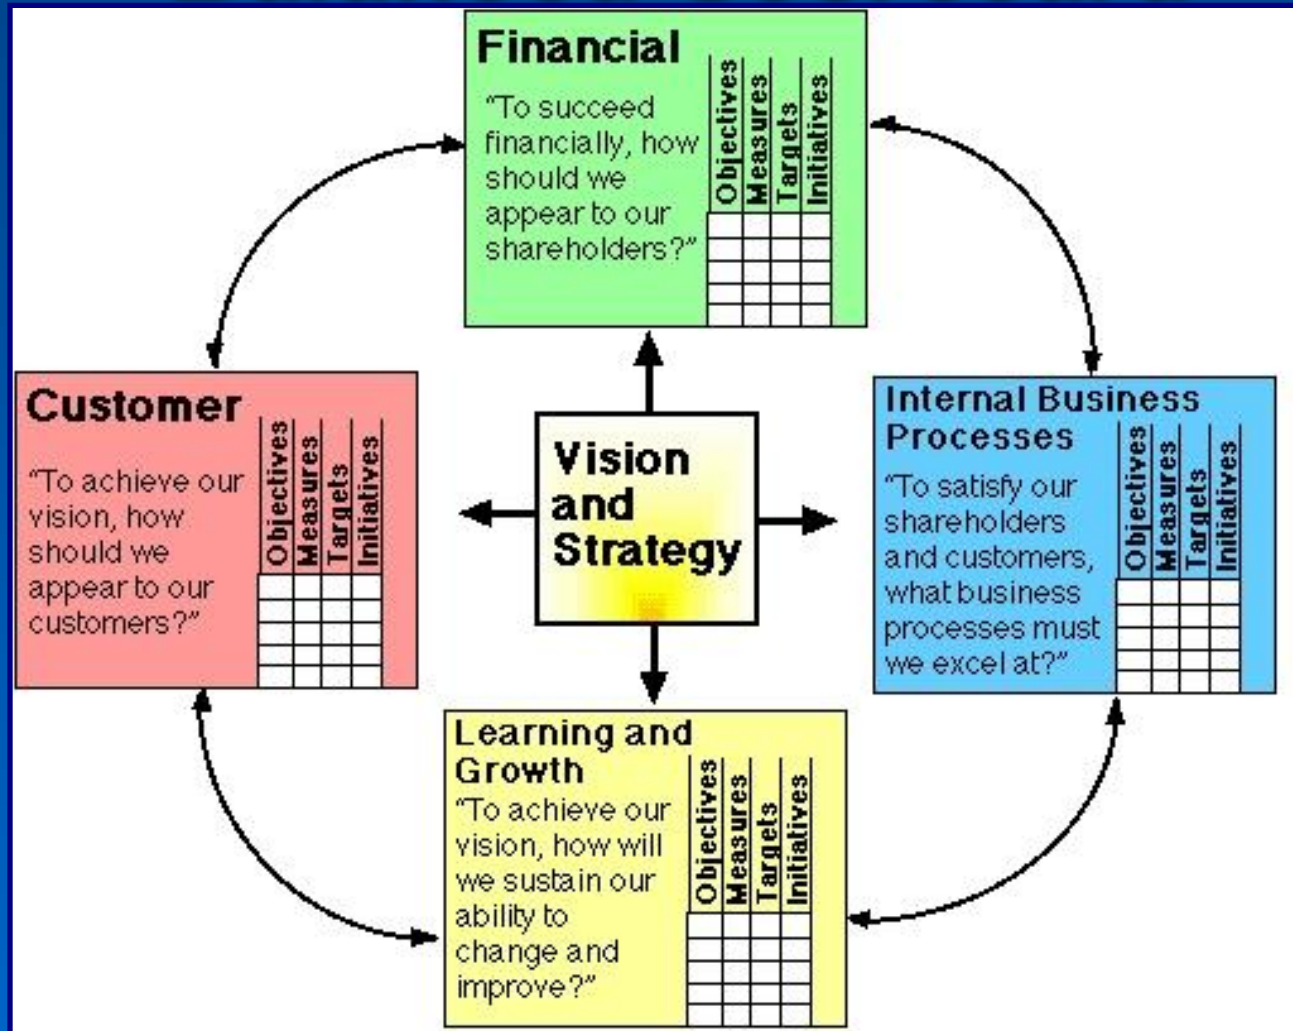 Financial
“To succeed
financially, how
should we
appear to our
shareholders?”
Objectives
Measures
Targets
Initiatives
Customer
“To achieve our
vision, how
should we
appear to our
customers?”
Objectives
Measures
Targets
Initiatives
Vision
and
Strategy
Internal Business
Processes
“To satisfy our
shareholders
and customers,
what business
processes must
we excel at?”
Objectives
Measures
Targets
Initiatives
Learning and
Growth
“To achieve our
vision, how will
we sustain our
ability to
change and
improve?”
Objectives
Measures
Targets
Initiatives